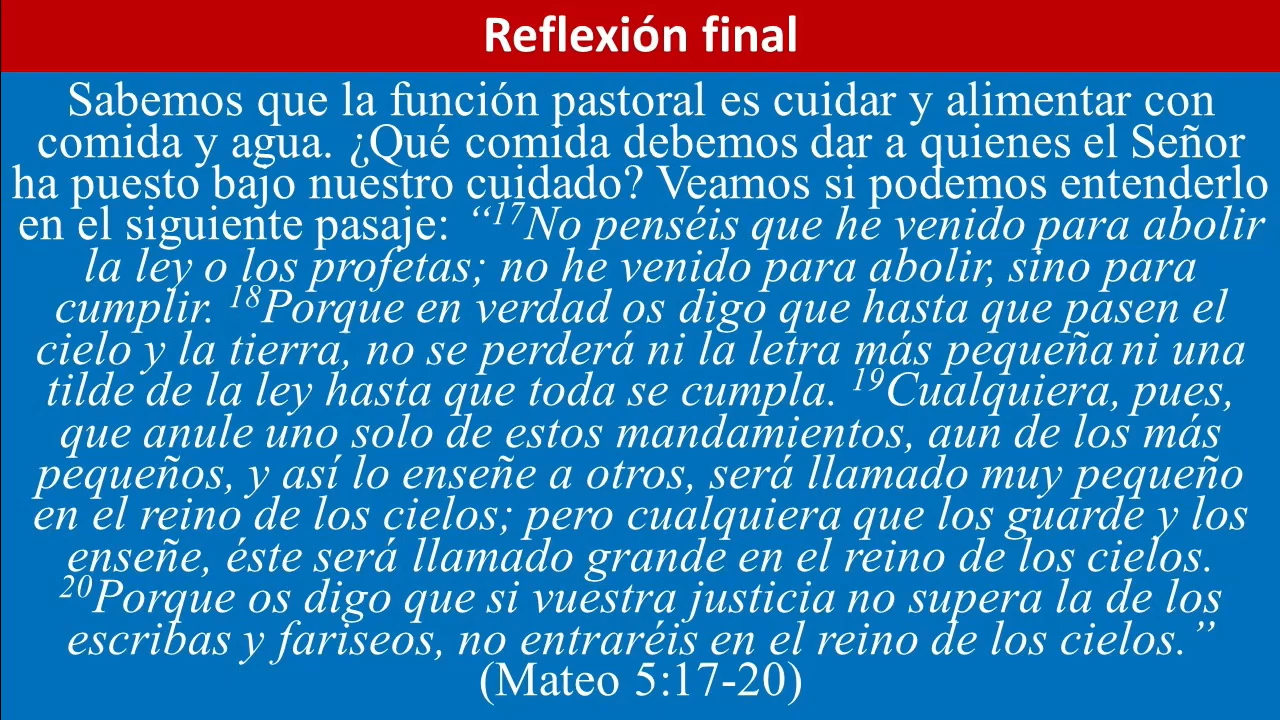 Reflexión final
Sabemos que la función pastoral es cuidar y alimentar con
comida y agua. ¿Qué comida debemos dar a quienes el Señor
ha puesto bajo nuestro cuidado? Veamos si podemos entenderlo
en el siguiente pasaje: “17No penséis que he venido para abolir
la ley o los profetas; no he venido para abolir, sino para
cumplir. 18Porque en verdad os digo que hasta que pasen el
cielo y la tierra, no se perderá ni la letra más pequeña ni una
tilde de la ley hasta que toda se cumpla. 19Cualquiera, pues,
que anule uno solo de estos mandamientos, aun de los más
pequeños, y así lo enseñe a otros, será llamado muy pequeño
en el reino de los cielos; pero cualquiera que los guarde y los
enseñe, éste será llamado grande en el reino de los cielos.
20Porque os digo que si vuestra justicia no supera la de los
escribas y fariseos, no entraréis en el reino de los cielos.”
(Mateo 5:17-20)